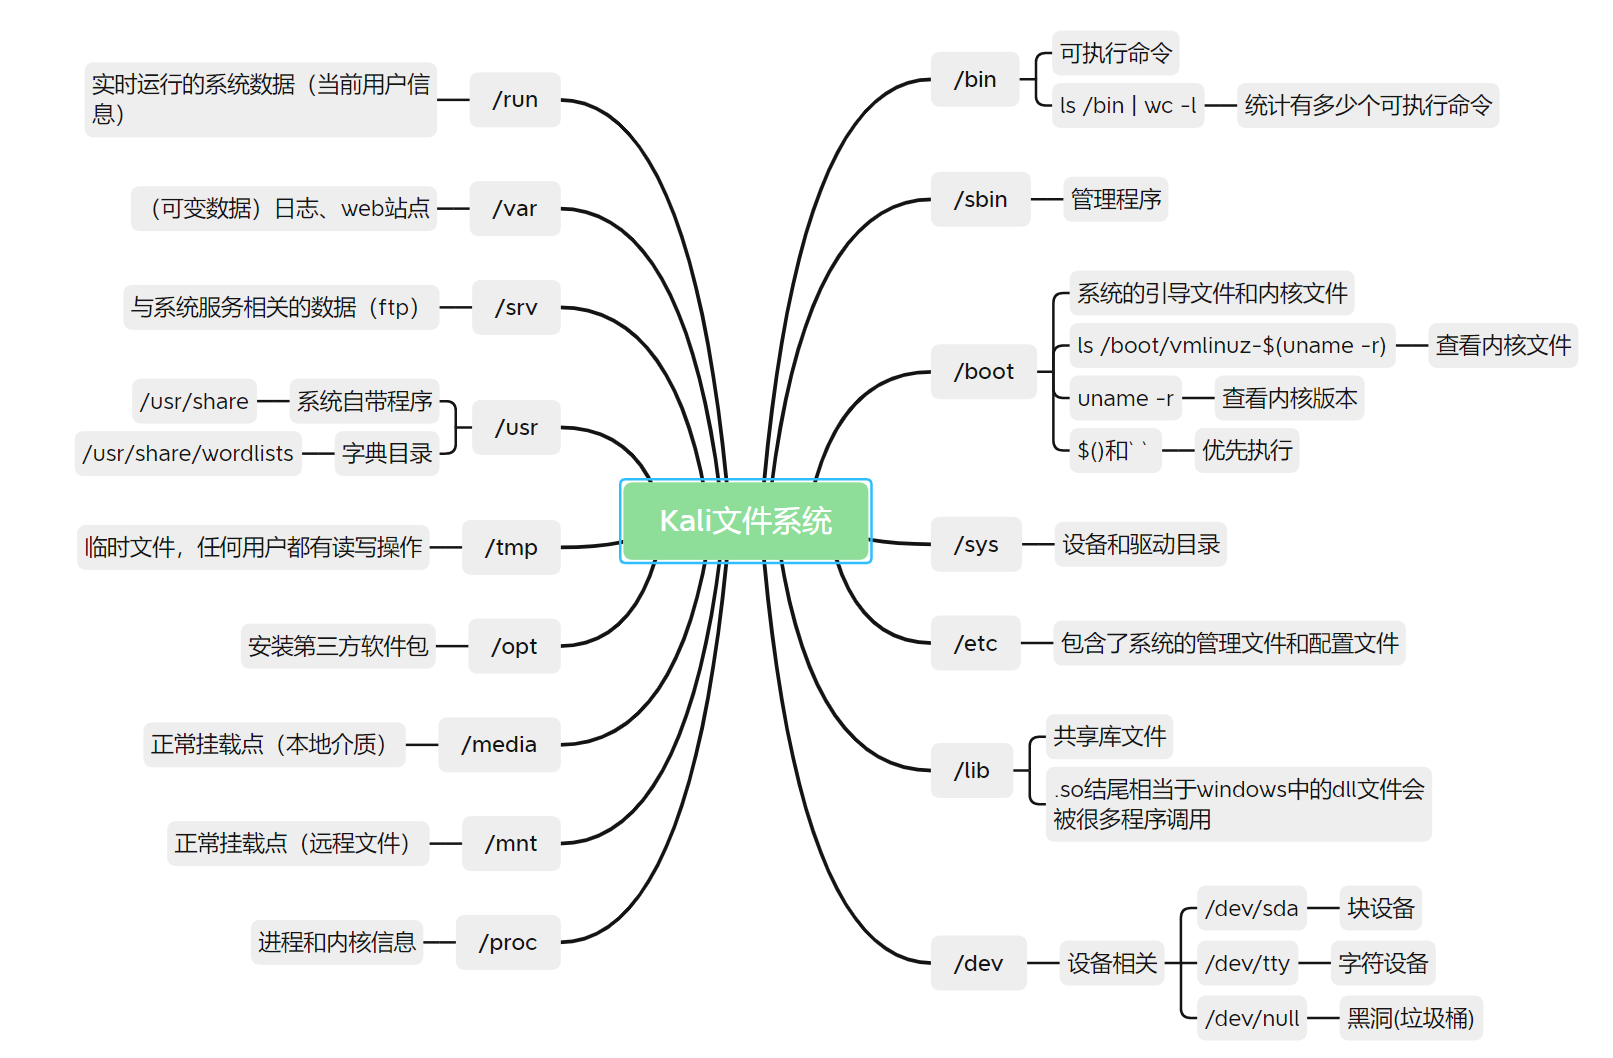 Kali文件系统
/bin
可执行命令
ls /bin | wc -l
统计有多少个可执行命令
/sbin
管理程序
/boot
系统的引导文件和内核文件
ls /boot/vmlinuz-$(uname -r)
查看内核文件
uname -r
查看内核版本
$()和` `
优先执行
/sys
设备和驱动目录
/etc
包含了系统的管理文件和配置文件
/lib
共享库文件
.so结尾相当于windows中的dll文件会
被很多程序调用
/dev
设备相关
/dev/sda
块设备
/dev/tty
字符设备
/dev/null
黑洞(垃圾桶)
/run
实时运行的系统数据（当前用户信
息）
/var
（可变数据）日志、web站点
/srv
与系统服务相关的数据（ftp）
/usr
系统自带程序
/usr/share
字典目录
/usr/share/wordlists
/tmp
临时文件，任何用户都有读写操作
/opt
安装第三方软件包
/media
正常挂载点（本地介质）
/mnt
正常挂载点（远程文件）
/proc
进程和内核信息